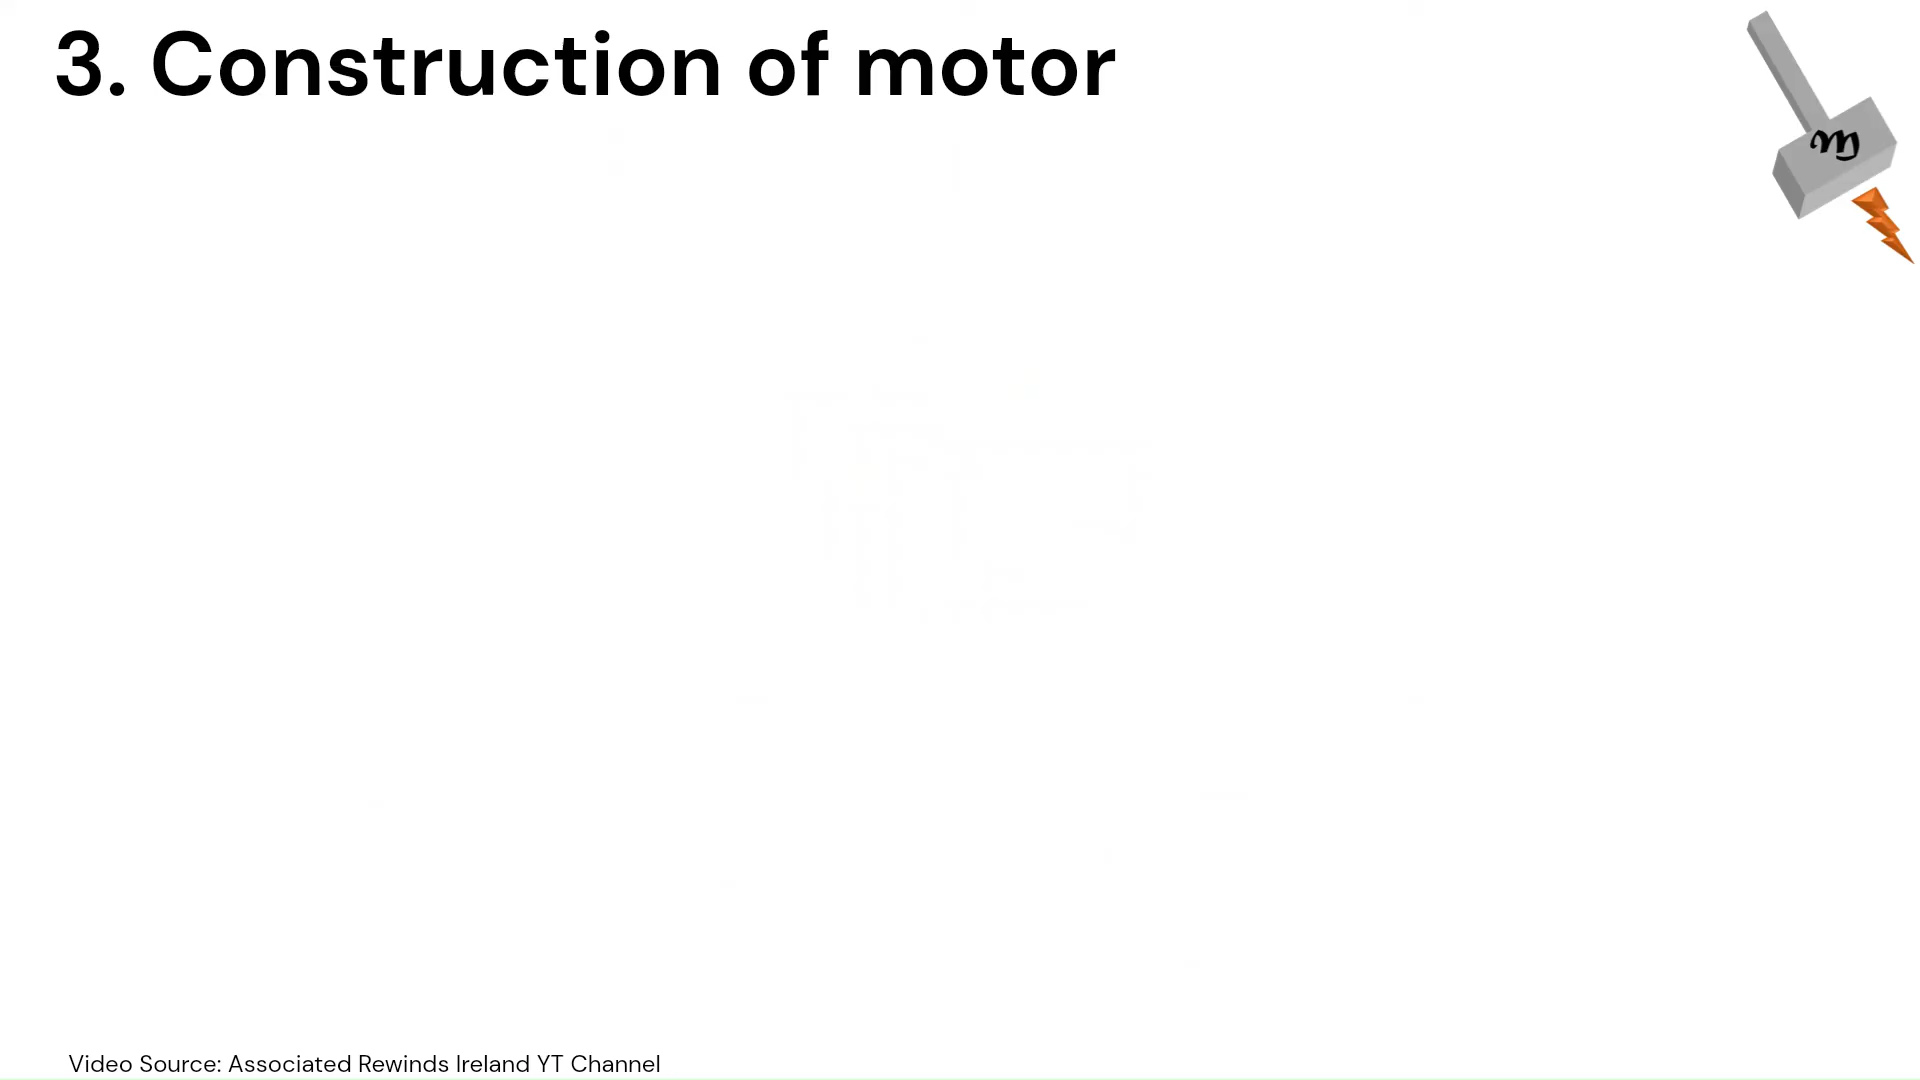 3. Construction of motor
Video Source: Associated Rewinds Ireland YT Channel